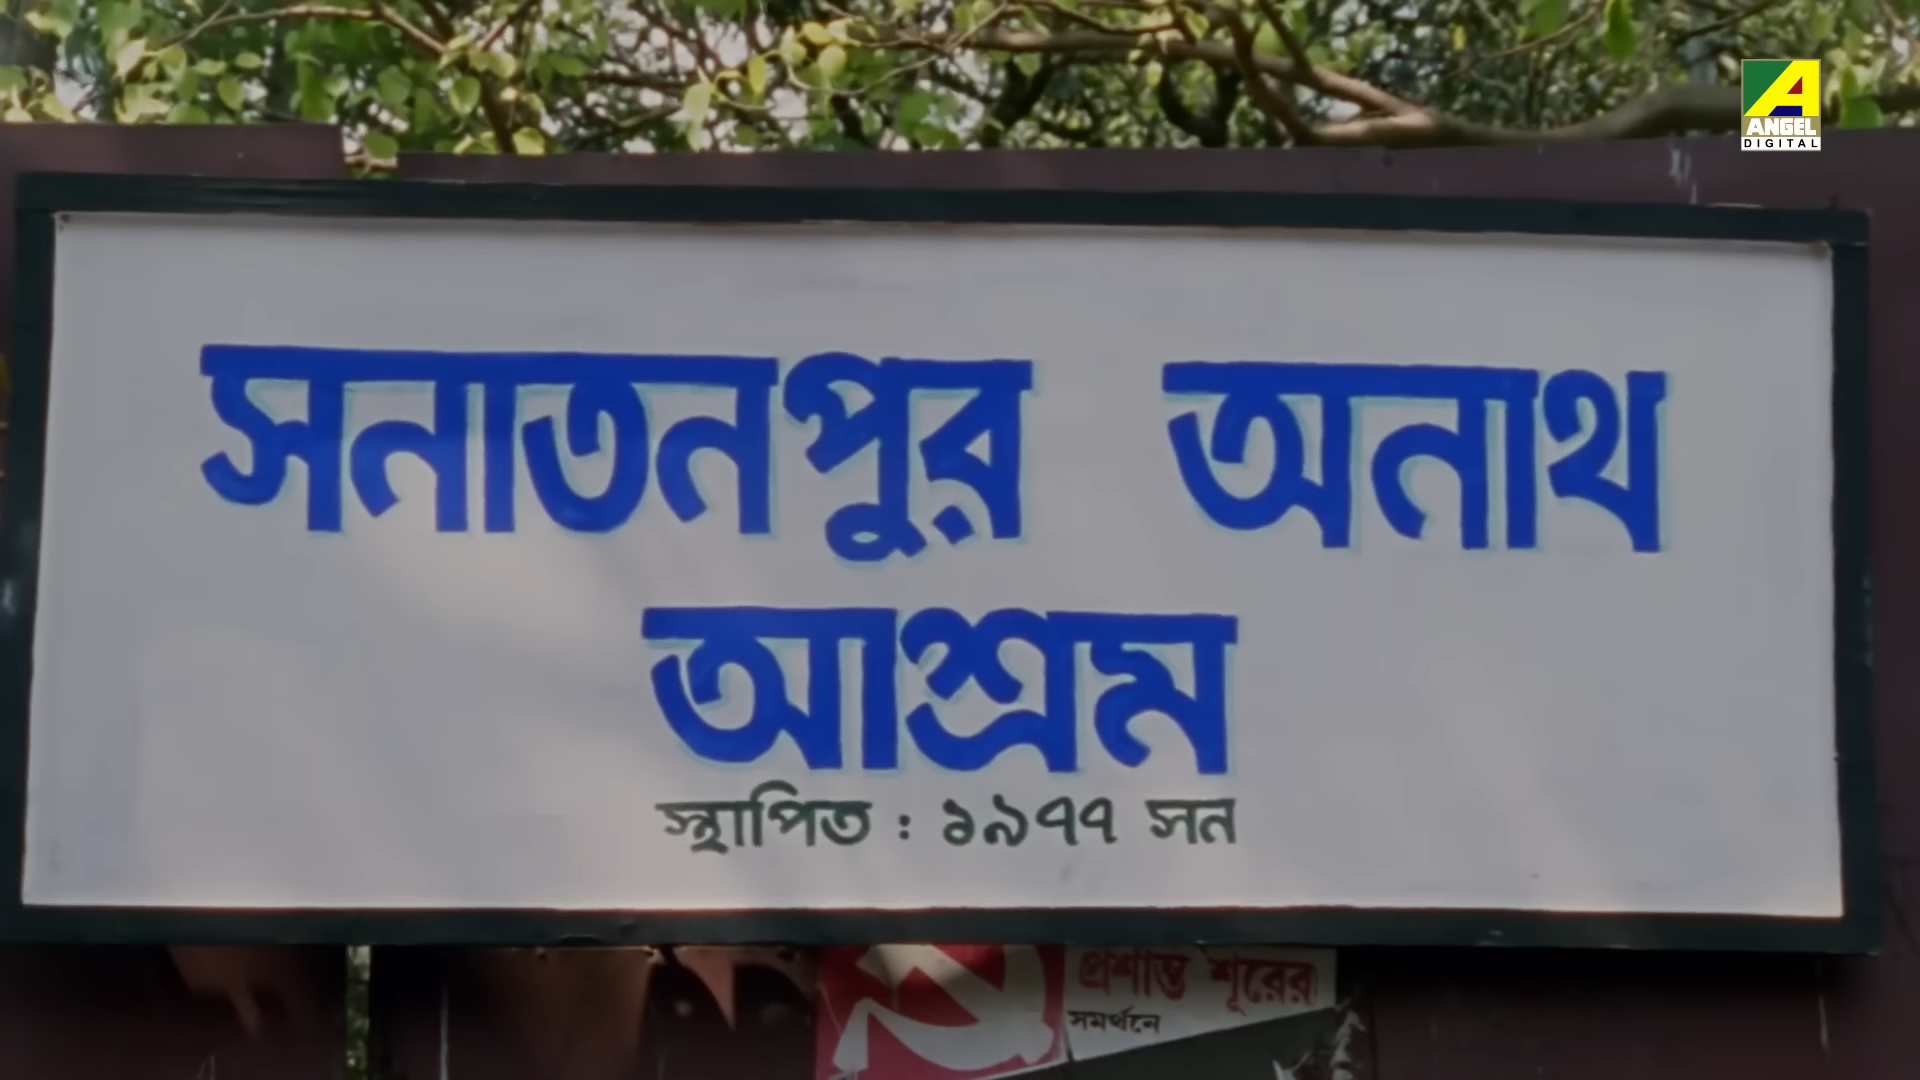 ANGEL
DIGITAL
সনাতনপুর অনাথ
আশ্রম
স্থাপিত : ১৯৭৭ সন
প্রশান্ত শূরের
সমর্থনে